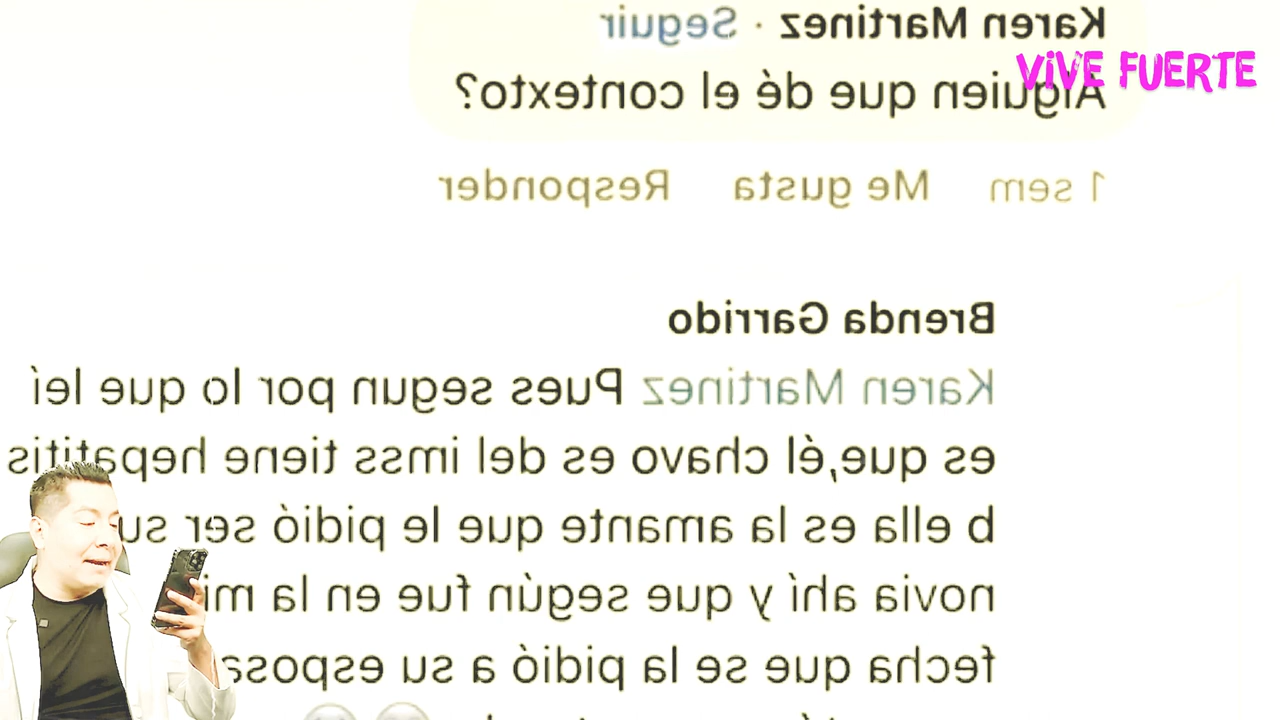 Karen Martinez · Seguir
VIVE FUERTE
Alguien que dé el contexto?
1 sem Me gusta Responder
Brenda Garrido
Karen Martinez Pues segun por lo que leí
es que,él chavo es del imss tiene hepatitis
b ella es la amante que le pidió ser su
novia ahí y que según fue en la
fecha que se la pidió a su esposa